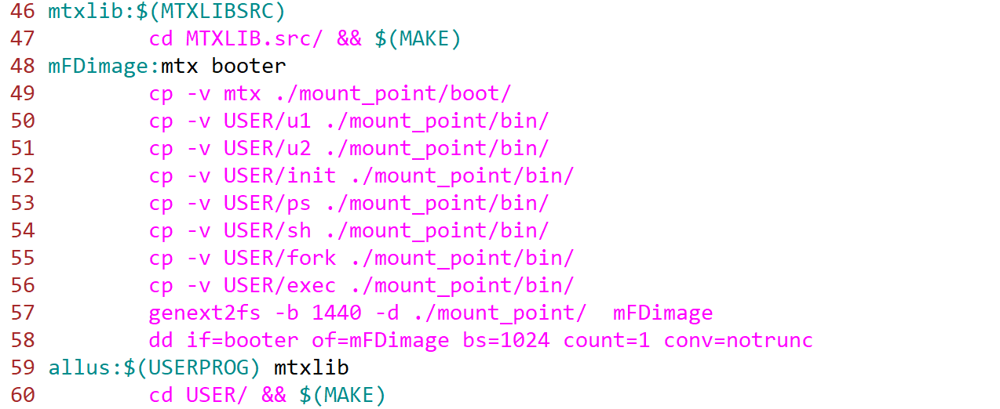 46 mtxlib:$(MTXLIBSRC)
47         cd MTXLIB.src/ && $(MAKE)
48 mFDimage:mtx booter
49         cp -v mtx ./mount_point/boot/
50         cp -v USER/u1 ./mount_point/bin/
51         cp -v USER/u2 ./mount_point/bin/
52         cp -v USER/init ./mount_point/bin/
53         cp -v USER/ps ./mount_point/bin/
54         cp -v USER/sh ./mount_point/bin/
55         cp -v USER/fork ./mount_point/bin/
56         cp -v USER/exec ./mount_point/bin/
57         genext2fs -b 1440 -d ./mount_point/  mFDimage
58         dd if=booter of=mFDimage bs=1024 count=1 conv=notrunc
59 allus:$(USERPROG) mtxlib
60         cd USER/ && $(MAKE)